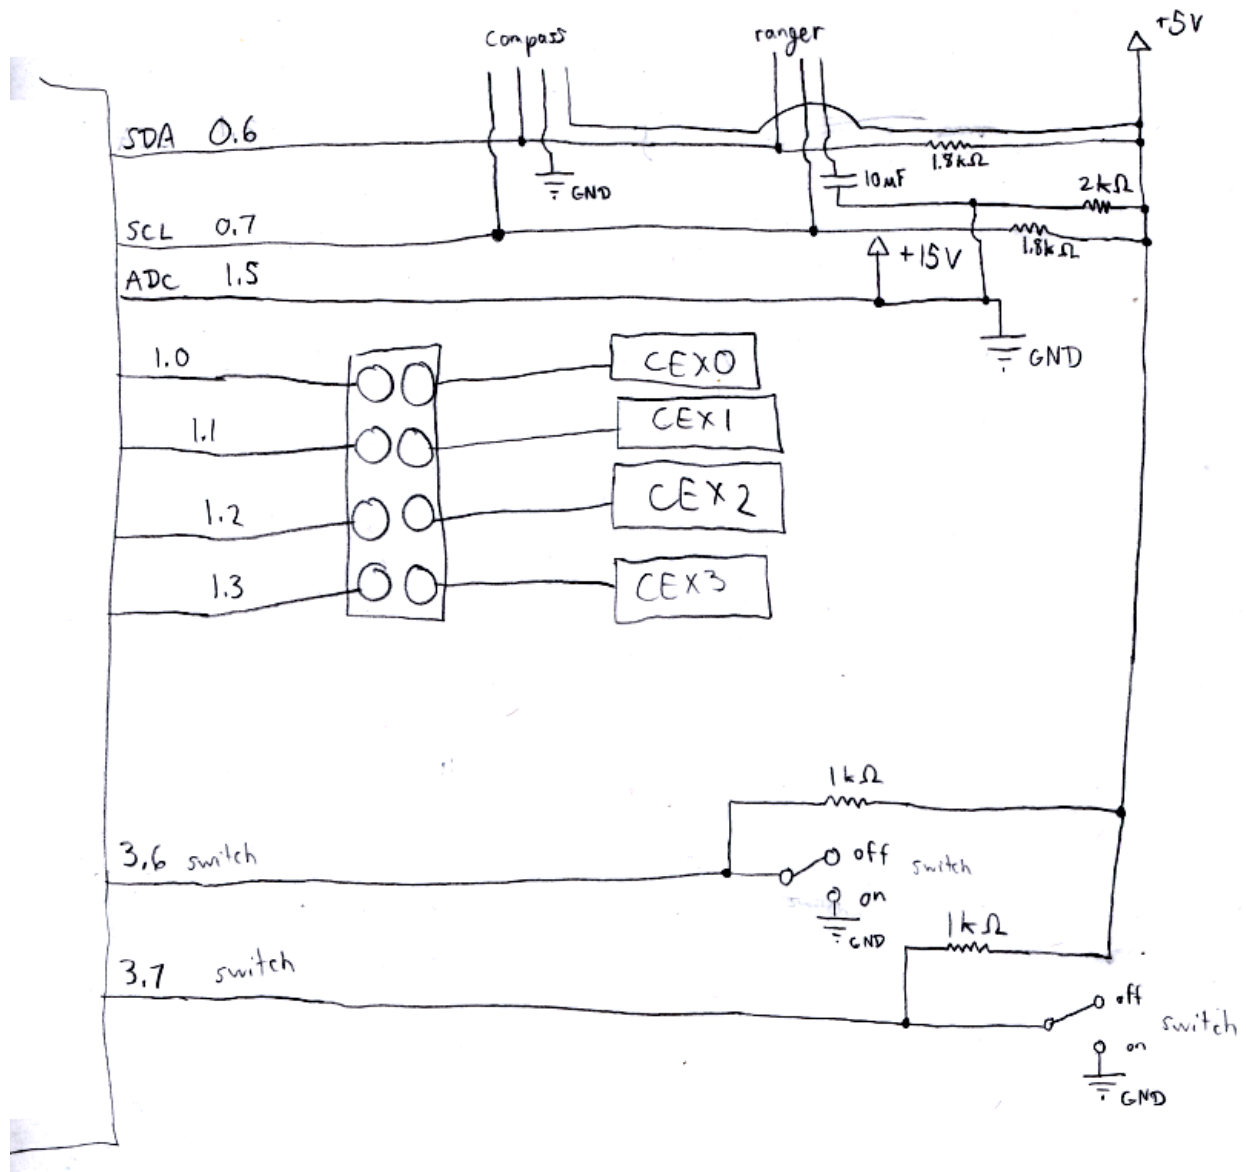 +5V
Compass ranger
SDA 0.6
1.8kΩ
10μF
2kΩ
GND
SCL 0.7
1.8kΩ
+15V
ADC 1.5
GND
1.0
CEX0
1.1
CEX1
1.2
CEX2
1.3
CEX3
1kΩ
3.6 switch
off switch
on
GND
1kΩ
3.7 switch
off
switch
on
GND